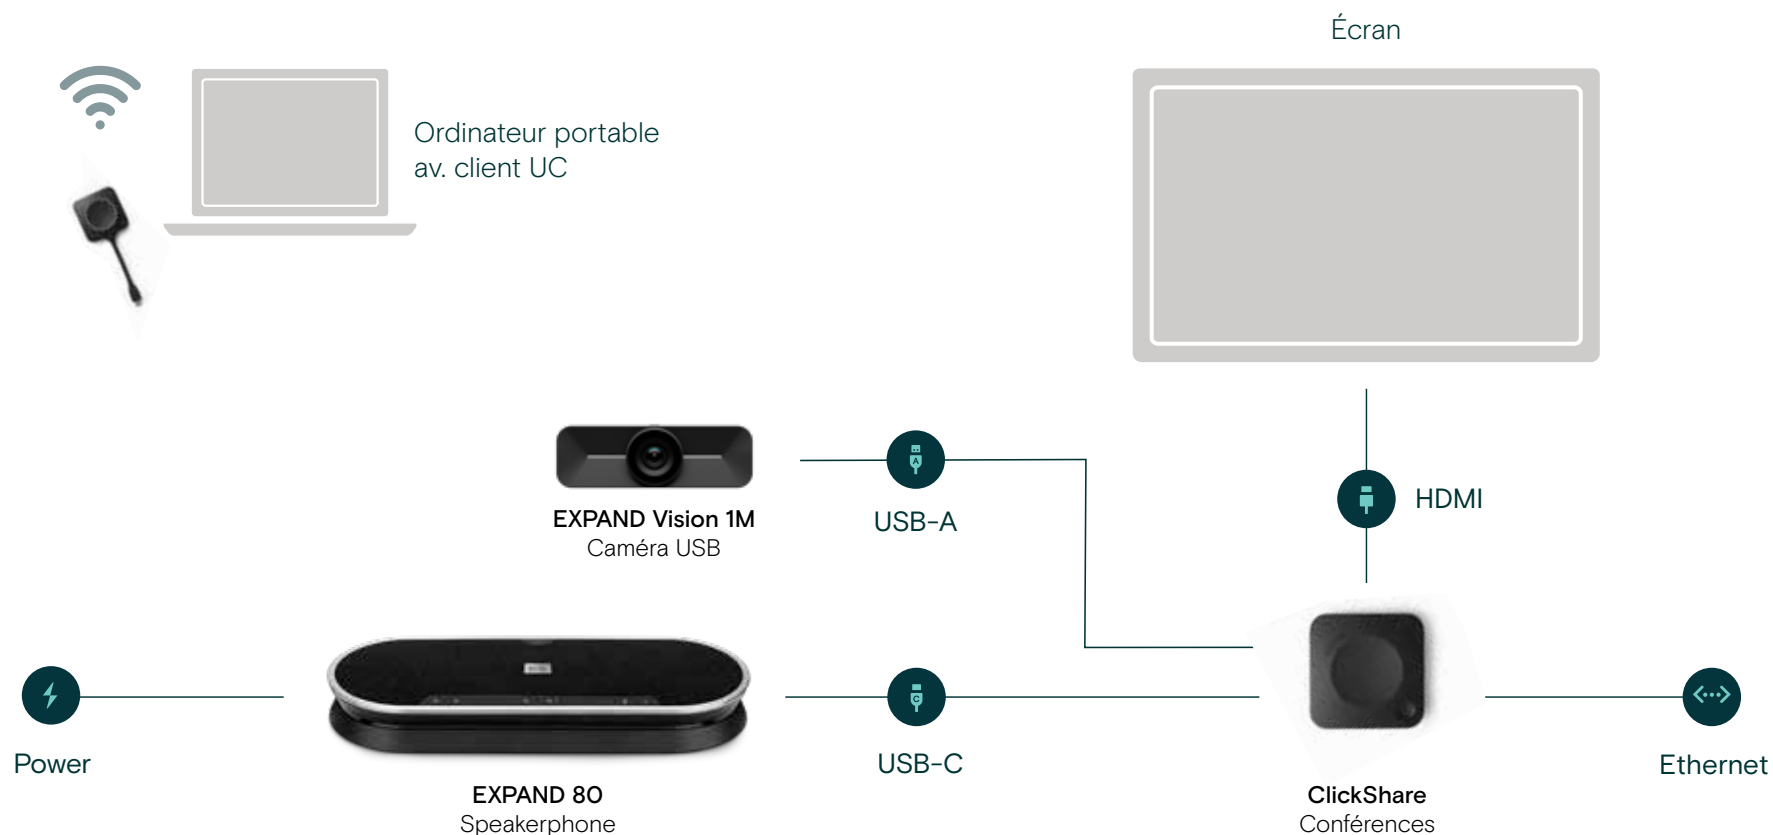 Écran
Ordinateur portable
av. client UC
HDMI
EXPAND Vision 1M
Caméra USB
A
USB-A
C
Power
USB-C
Ethernet
EXPAND 80
Speakerphone
ClickShare
Conférences